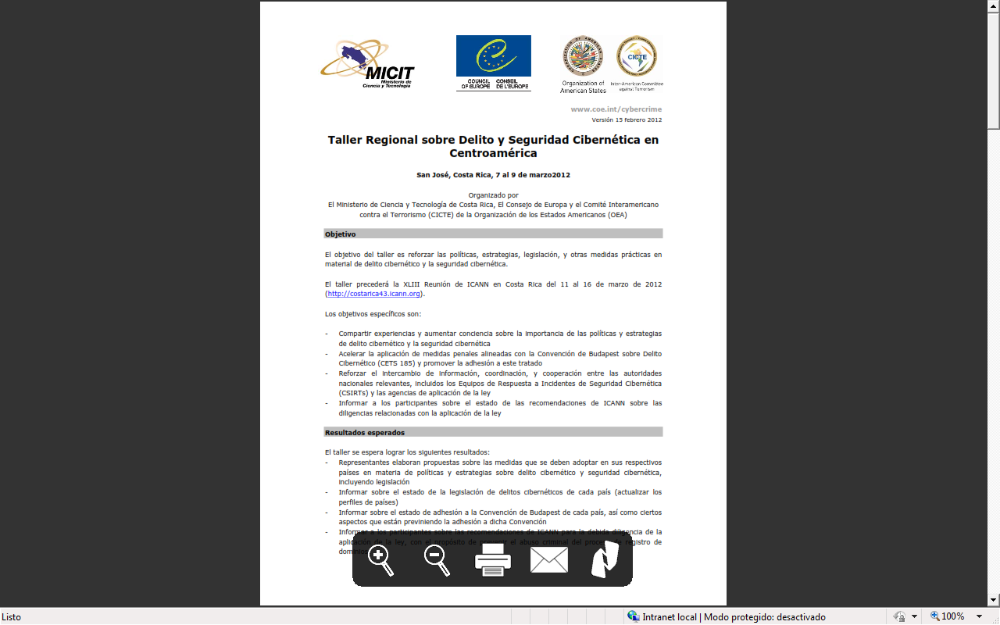 MICIT
Ministerio de
Ciencia y Tecnología
COUNCIL OF EUROPE
CONSEIL DE L'EUROPE
ORGANIZATION OF AMERICAN STATES
Organization of
American States
CICTE
Inter-American Committee
against Terrorism
www.coe.int/cybercrime
Versión 15 febrero 2012
Taller Regional sobre Delito y Seguridad Cibernética en
Centroamérica
San José, Costa Rica, 7 al 9 de marzo2012
Organizado por
El Ministerio de Ciencia y Tecnología de Costa Rica, El Consejo de Europa y el Comité Interamericano
contra el Terrorismo (CICTE) de la Organización de los Estados Americanos (OEA)
Objetivo
El objetivo del taller es reforzar las políticas, estrategias, legislación, y otras medidas prácticas en
material de delito cibernético y la seguridad cibernética.
El taller precederá la XLIII Reunión de ICANN en Costa Rica del 11 al 16 de marzo de 2012
(http://costarica43.icann.org).
Los objetivos específicos son:
- Compartir experiencias y aumentar conciencia sobre la importancia de las políticas y estrategias
de delito cibernético y la seguridad cibernética
- Acelerar la aplicación de medidas penales alineadas con la Convención de Budapest sobre Delito
Cibernético (CETS 185) y promover la adhesión a este tratado
- Reforzar el intercambio de información, coordinación, y cooperación entre las autoridades
nacionales relevantes, incluidos los Equipos de Respuesta a Incidentes de Seguridad Cibernética
(CSIRTs) y las agencias de aplicación de la ley
- Informar a los participantes sobre el estado de las recomendaciones de ICANN sobre las
diligencias relacionadas con la aplicación de la ley
Resultados esperados
El taller se espera lograr los siguientes resultados:
- Representantes elaboran propuestas sobre las medidas que se deben adoptar en sus respectivos
países en materia de políticas y estrategias sobre delito cibernético y seguridad cibernética,
incluyendo legislación
- Informar sobre el estado de la legislación de delitos cibernéticos de cada país (actualizar los
perfiles de países)
- Informar sobre el estado de adhesión a la Convención de Budapest de cada país, así como ciertos
aspectos que están previniendo la adhesión a dicha Convención
- Informar a los participantes sobre las recomendaciones de ICANN para la debida diligencia de la
aplicación de la ley, con el propósito de prevenir el abuso criminal del proceso de registro de
dominios
Listo
Intranet local | Modo protegido: desactivado
100%